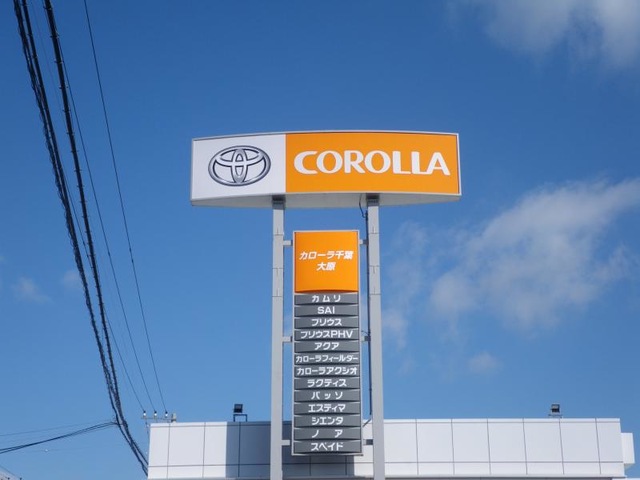 COROLLA
カローラ千葉
大原
カムリ
SAI
プリウス
プリウスPHV
アクア
カローラフィールダー
カローラアクシオ
ラクティス
パッソ
エスティマ
シエンタ
ノア
スペイド